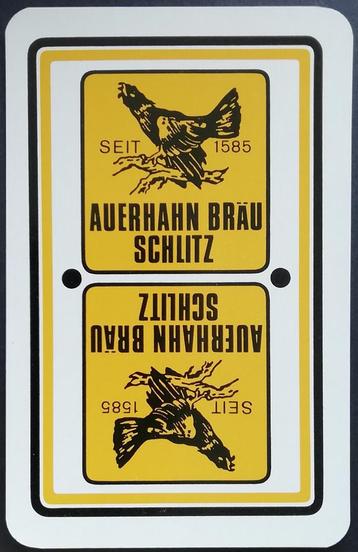 SEIT 1585
AUERHAHN BRÄU
SCHLITZ
AUERHAHN BRÄU
SCHLITZ
SEIT 1585